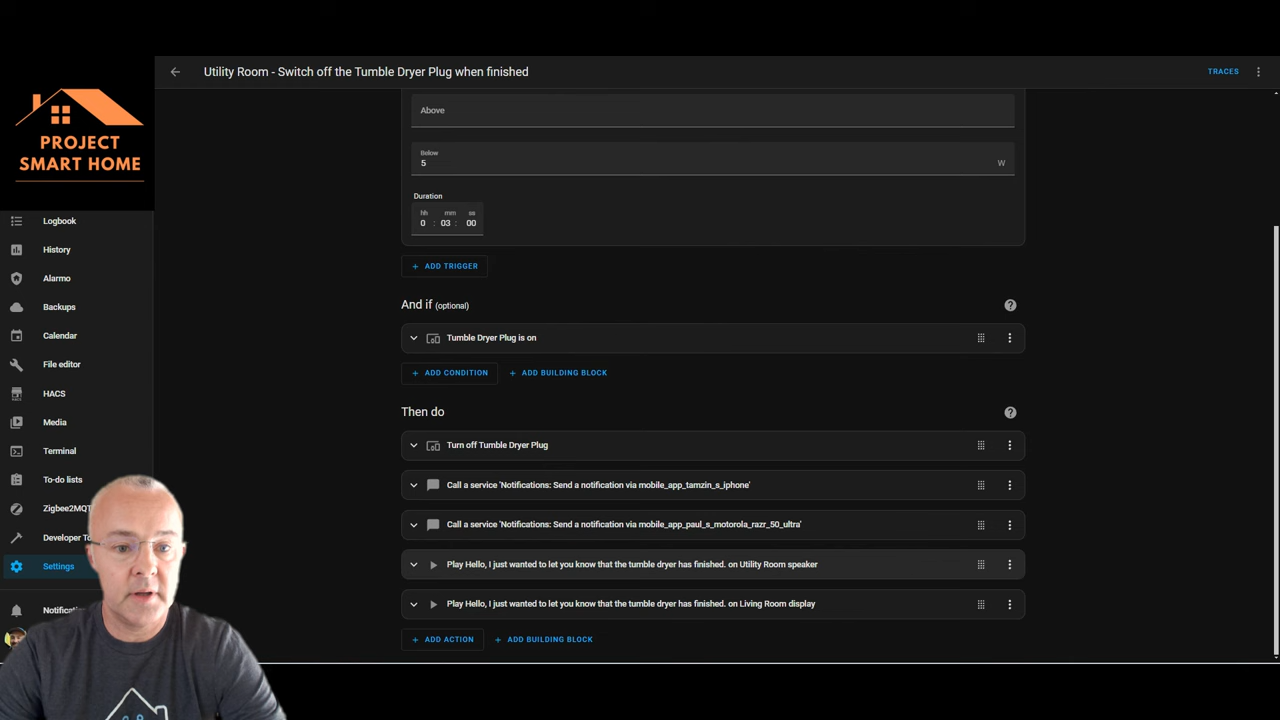 Utility Room - Switch off the Tumble Dryer Plug when finished
TRACES
PROJECT
SMART HOME
Logbook
History
Alarmo
Backups
Calendar
File editor
HACS
HACS
Media
Terminal
To-do lists
Zigbee2MQT
Developer To
Settings
Notificati
Above
Below
5
W
Duration
hh
mm
ss
0 : 03 : 00
ADD TRIGGER
And if (optional)
Tumble Dryer Plug is on
ADD CONDITION
ADD BUILDING BLOCK
Then do
Turn off Tumble Dryer Plug
Call a service 'Notifications: Send a notification via mobile_app_tamzin_s_iphone'
Call a service 'Notifications: Send a notification via mobile_app_paul_s_motorola_razr_50_ultra'
Play Hello, I just wanted to let you know that the tumble dryer has finished. on Utility Room speaker
Play Hello, I just wanted to let you know that the tumble dryer has finished. on Living Room display
ADD ACTION
ADD BUILDING BLOCK